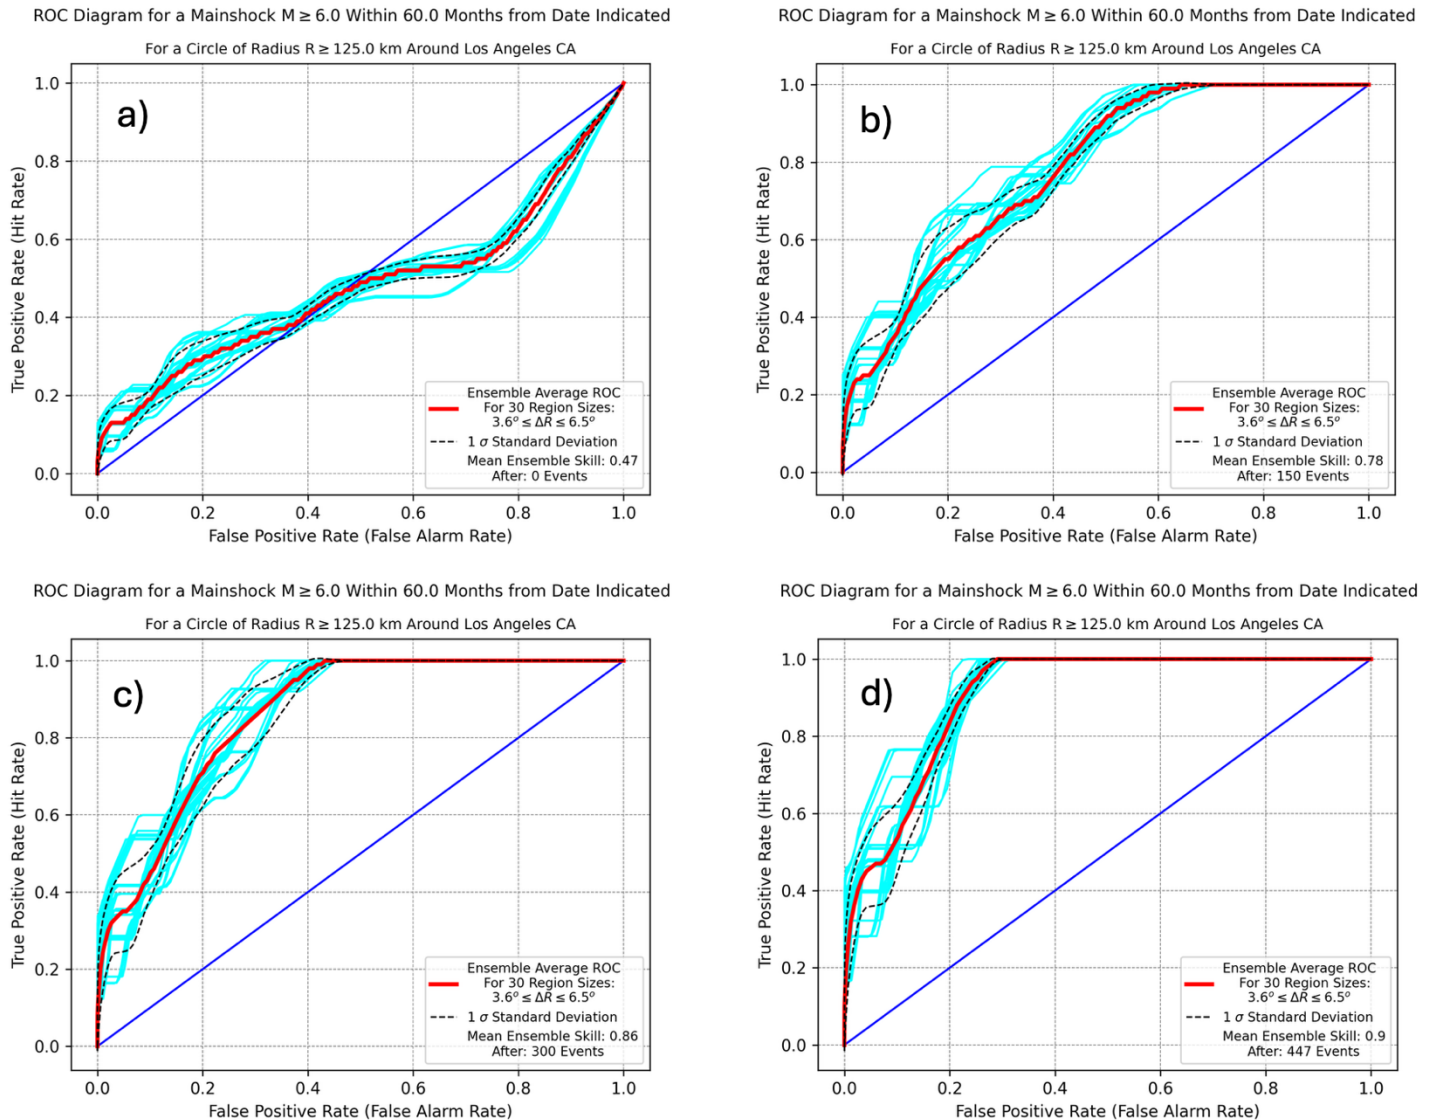 ROC Diagram for a Mainshock M ≥ 6.0 Within 60.0 Months from Date Indicated
For a Circle of Radius R ≥ 125.0 km Around Los Angeles CA
a)
True Positive Rate (Hit Rate)
1.0
0.8
0.6
0.4
0.2
0.0
0.0 0.2 0.4 0.6 0.8 1.0
False Positive Rate (False Alarm Rate)
Ensemble Average ROC
For 30 Region Sizes:
3.6° ≤ ΔR ≤ 6.5°
1 σ Standard Deviation
Mean Ensemble Skill: 0.47
After: 0 Events
ROC Diagram for a Mainshock M ≥ 6.0 Within 60.0 Months from Date Indicated
For a Circle of Radius R ≥ 125.0 km Around Los Angeles CA
b)
True Positive Rate (Hit Rate)
1.0
0.8
0.6
0.4
0.2
0.0
0.0 0.2 0.4 0.6 0.8 1.0
False Positive Rate (False Alarm Rate)
Ensemble Average ROC
For 30 Region Sizes:
3.6° ≤ ΔR ≤ 6.5°
1 σ Standard Deviation
Mean Ensemble Skill: 0.78
After: 150 Events
ROC Diagram for a Mainshock M ≥ 6.0 Within 60.0 Months from Date Indicated
For a Circle of Radius R ≥ 125.0 km Around Los Angeles CA
c)
True Positive Rate (Hit Rate)
1.0
0.8
0.6
0.4
0.2
0.0
0.0 0.2 0.4 0.6 0.8 1.0
False Positive Rate (False Alarm Rate)
Ensemble Average ROC
For 30 Region Sizes:
3.6° ≤ ΔR ≤ 6.5°
1 σ Standard Deviation
Mean Ensemble Skill: 0.86
After: 300 Events
ROC Diagram for a Mainshock M ≥ 6.0 Within 60.0 Months from Date Indicated
For a Circle of Radius R ≥ 125.0 km Around Los Angeles CA
d)
True Positive Rate (Hit Rate)
1.0
0.8
0.6
0.4
0.2
0.0
0.0 0.2 0.4 0.6 0.8 1.0
False Positive Rate (False Alarm Rate)
Ensemble Average ROC
For 30 Region Sizes:
3.6° ≤ ΔR ≤ 6.5°
1 σ Standard Deviation
Mean Ensemble Skill: 0.9
After: 447 Events